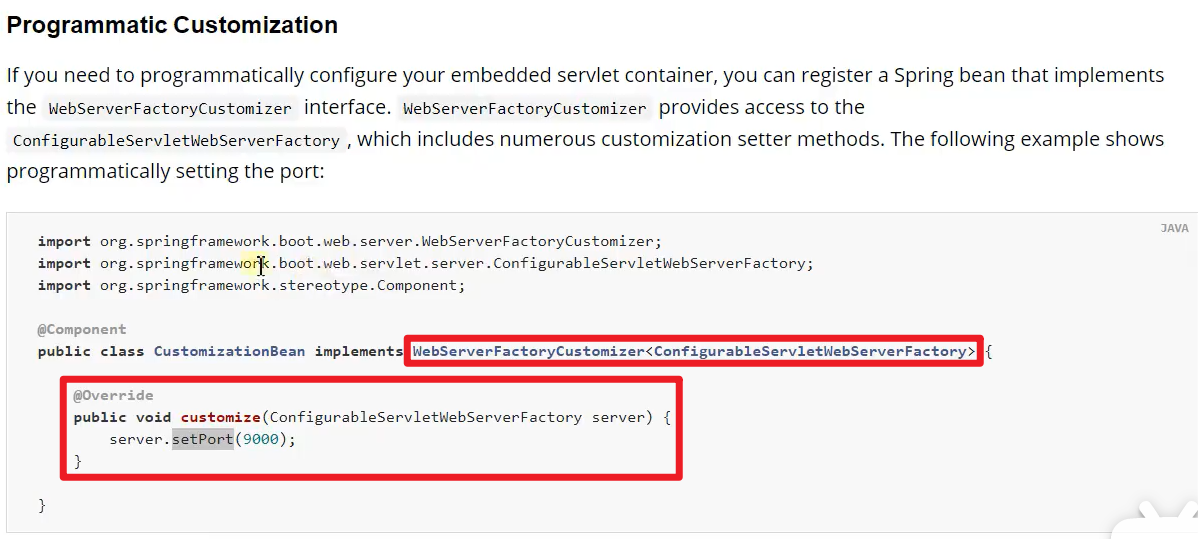 Programmatic Customization
If you need to programmatically configure your embedded servlet container, you can register a Spring bean that implements
the WebServerFactoryCustomizer interface. WebServerFactoryCustomizer provides access to the
ConfigurableServletWebServerFactory , which includes numerous customization setter methods. The following example shows
programmatically setting the port:
JAVA
import org.springframework.boot.web.server.WebServerFactoryCustomizer;
import org.springframework.boot.web.servlet.server.ConfigurableServletWebServerFactory;
import org.springframework.stereotype.Component;
@Component
public class CustomizationBean implements WebServerFactoryCustomizer<ConfigurableServletWebServerFactory> {
@Override
public void customize(ConfigurableServletWebServerFactory server) {
server.setPort(9000);
}
}